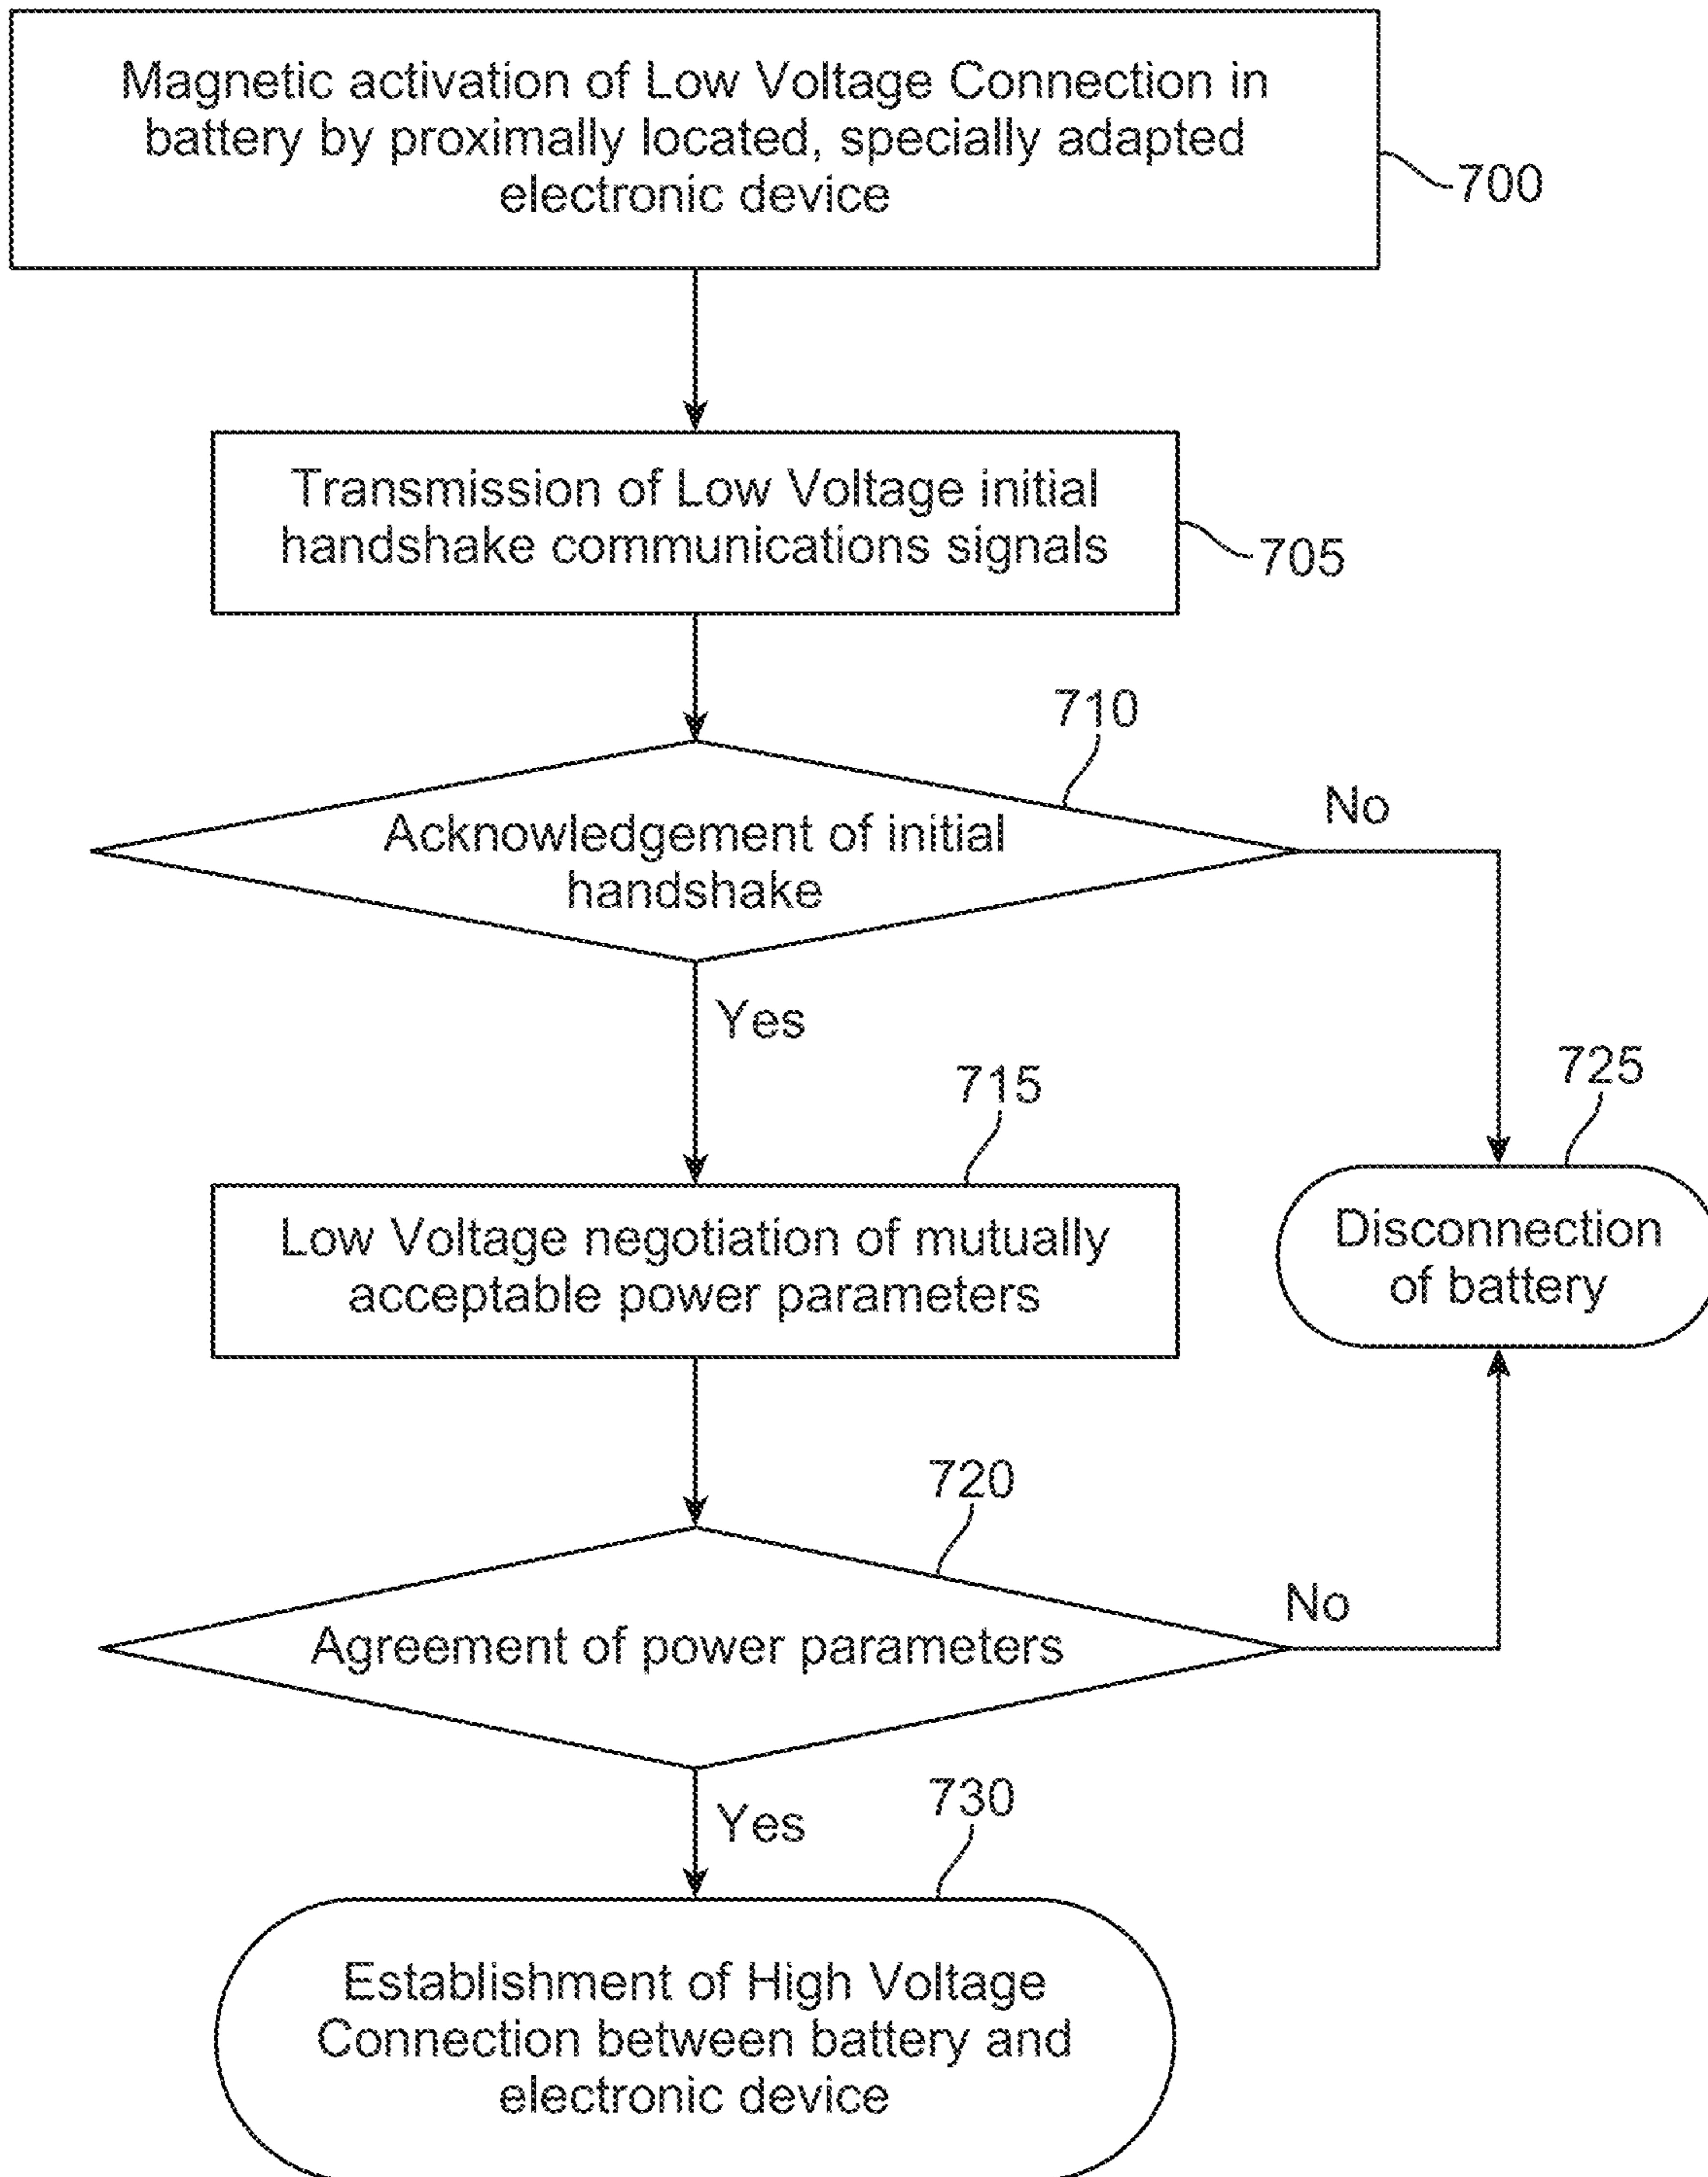 Magnetic activation of Low Voltage Connection in
battery by proximally located, specially adapted
electronic device
700
Transmission of Low Voltage initial
handshake communications signals
705
710
Acknowledgement of initial
handshake
No
Yes
715
725
Low Voltage negotiation of mutually
acceptable power parameters
Disconnection
of battery
720
Agreement of power parameters
No
Yes
730
Establishment of High Voltage
Connection between battery and
electronic device